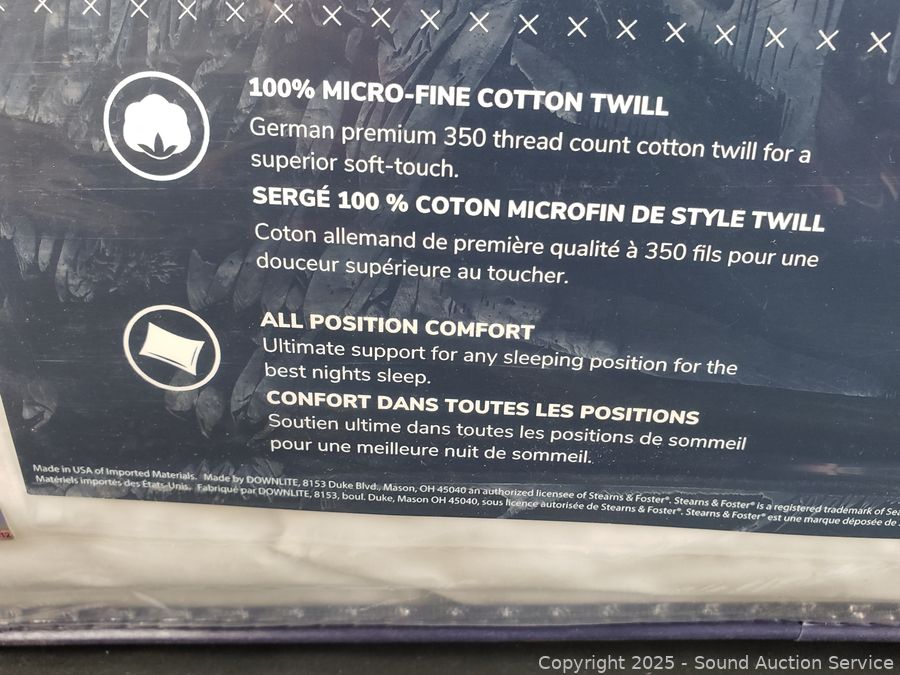 100% MICRO-FINE COTTON TWILL
German premium 350 thread count cotton twill for a
superior soft-touch.
SERGÉ 100 % COTON MICROFIN DE STYLE TWILL
Coton allemand de première qualité à 350 fils pour une
douceur supérieure au toucher.
ALL POSITION COMFORT
Ultimate support for any sleeping position for the
best nights sleep.
CONFORT DANS TOUTES LES POSITIONS
Soutien ultime dans toutes les positions de sommeil
pour une meilleure nuit de sommeil.
Made in USA of Imported Materials. Made by DOWNLITE, 8153 Duke Blvd., Mason, OH 45040 an authorized licensee of Stearns & Foster®. Stearns & Foster® is a registered trademark of Sea
Matériels importés des États-Unis. Fabriqué par DOWNLITE, 8153, boul. Duke, Mason OH 45040, sous licence autorisée de Stearns & Foster®. Stearns & Foster® est une marque déposée de
Copyright 2025 - Sound Auction Service